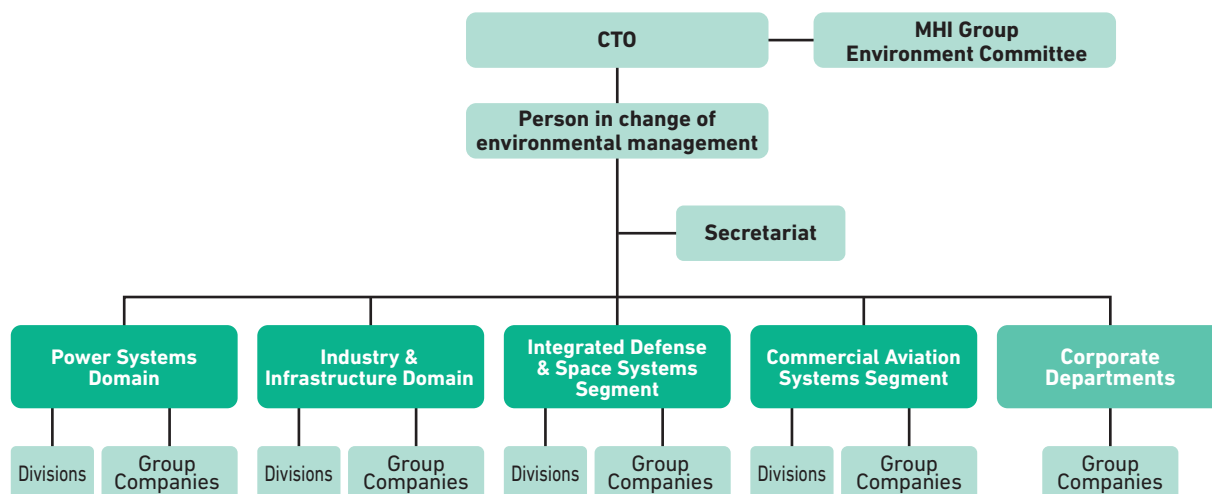 CTO
MHI Group
Environment Committee
Person in change of
environmental management
Secretariat
Power Systems
Domain
Industry &
Infrastructure Domain
Integrated Defense
& Space Systems
Segment
Commercial Aviation
Systems Segment
Corporate
Departments
Divisions
Group
Companies
Divisions
Group
Companies
Divisions
Group
Companies
Divisions
Group
Companies
Group
Companies